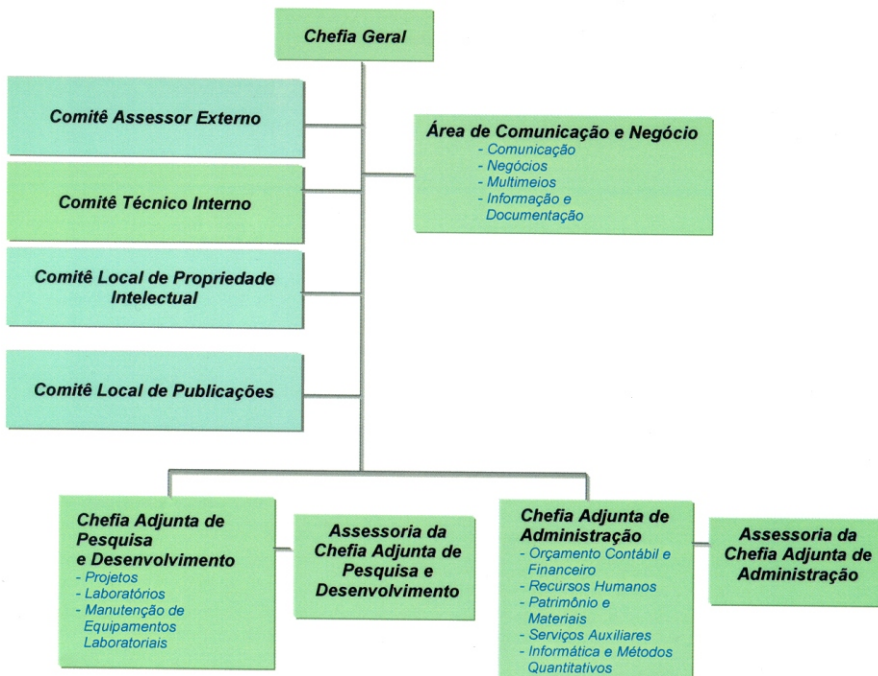 Chefia Geral
Comitê Assessor Externo
Área de Comunicação e Negócio
- Comunicação
- Negócios
- Multimeios
- Informação e
Documentação
Comitê Técnico Interno
Comitê Local de Propriedade
Intelectual
Comitê Local de Publicações
Chefia Adjunta de
Pesquisa
e Desenvolvimento
- Projetos
- Laboratórios
- Manutenção de
Equipamentos
Laboratoriais
Assessoria da
Chefia Adjunta de
Pesquisa e
Desenvolvimento
Chefia Adjunta de
Administração
- Orçamento Contábil e
Financeiro
- Recursos Humanos
- Patrimônio e
Materiais
- Serviços Auxiliares
- Informática e Métodos
Quantitativos
Assessoria da
Chefia Adjunta de
Administração